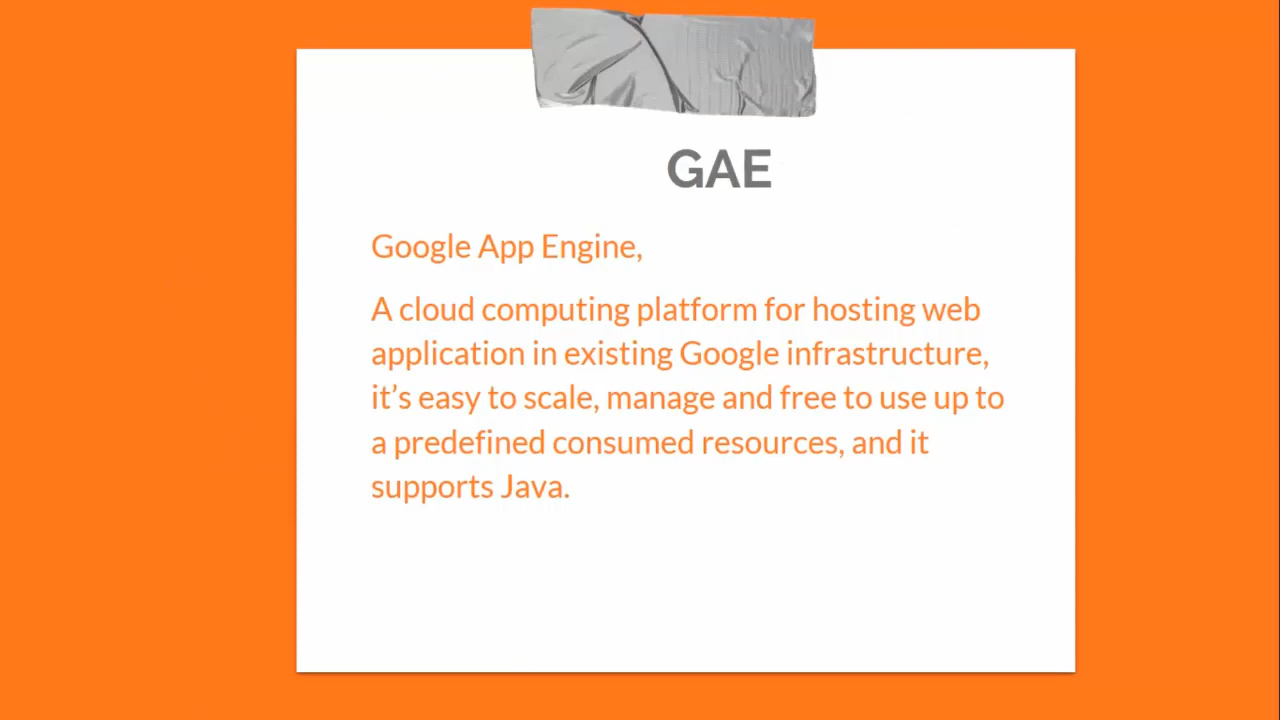 GAE
Google App Engine,
A cloud computing platform for hosting web
application in existing Google infrastructure,
it’s easy to scale, manage and free to use up to
a predefined consumed resources, and it
supports Java.